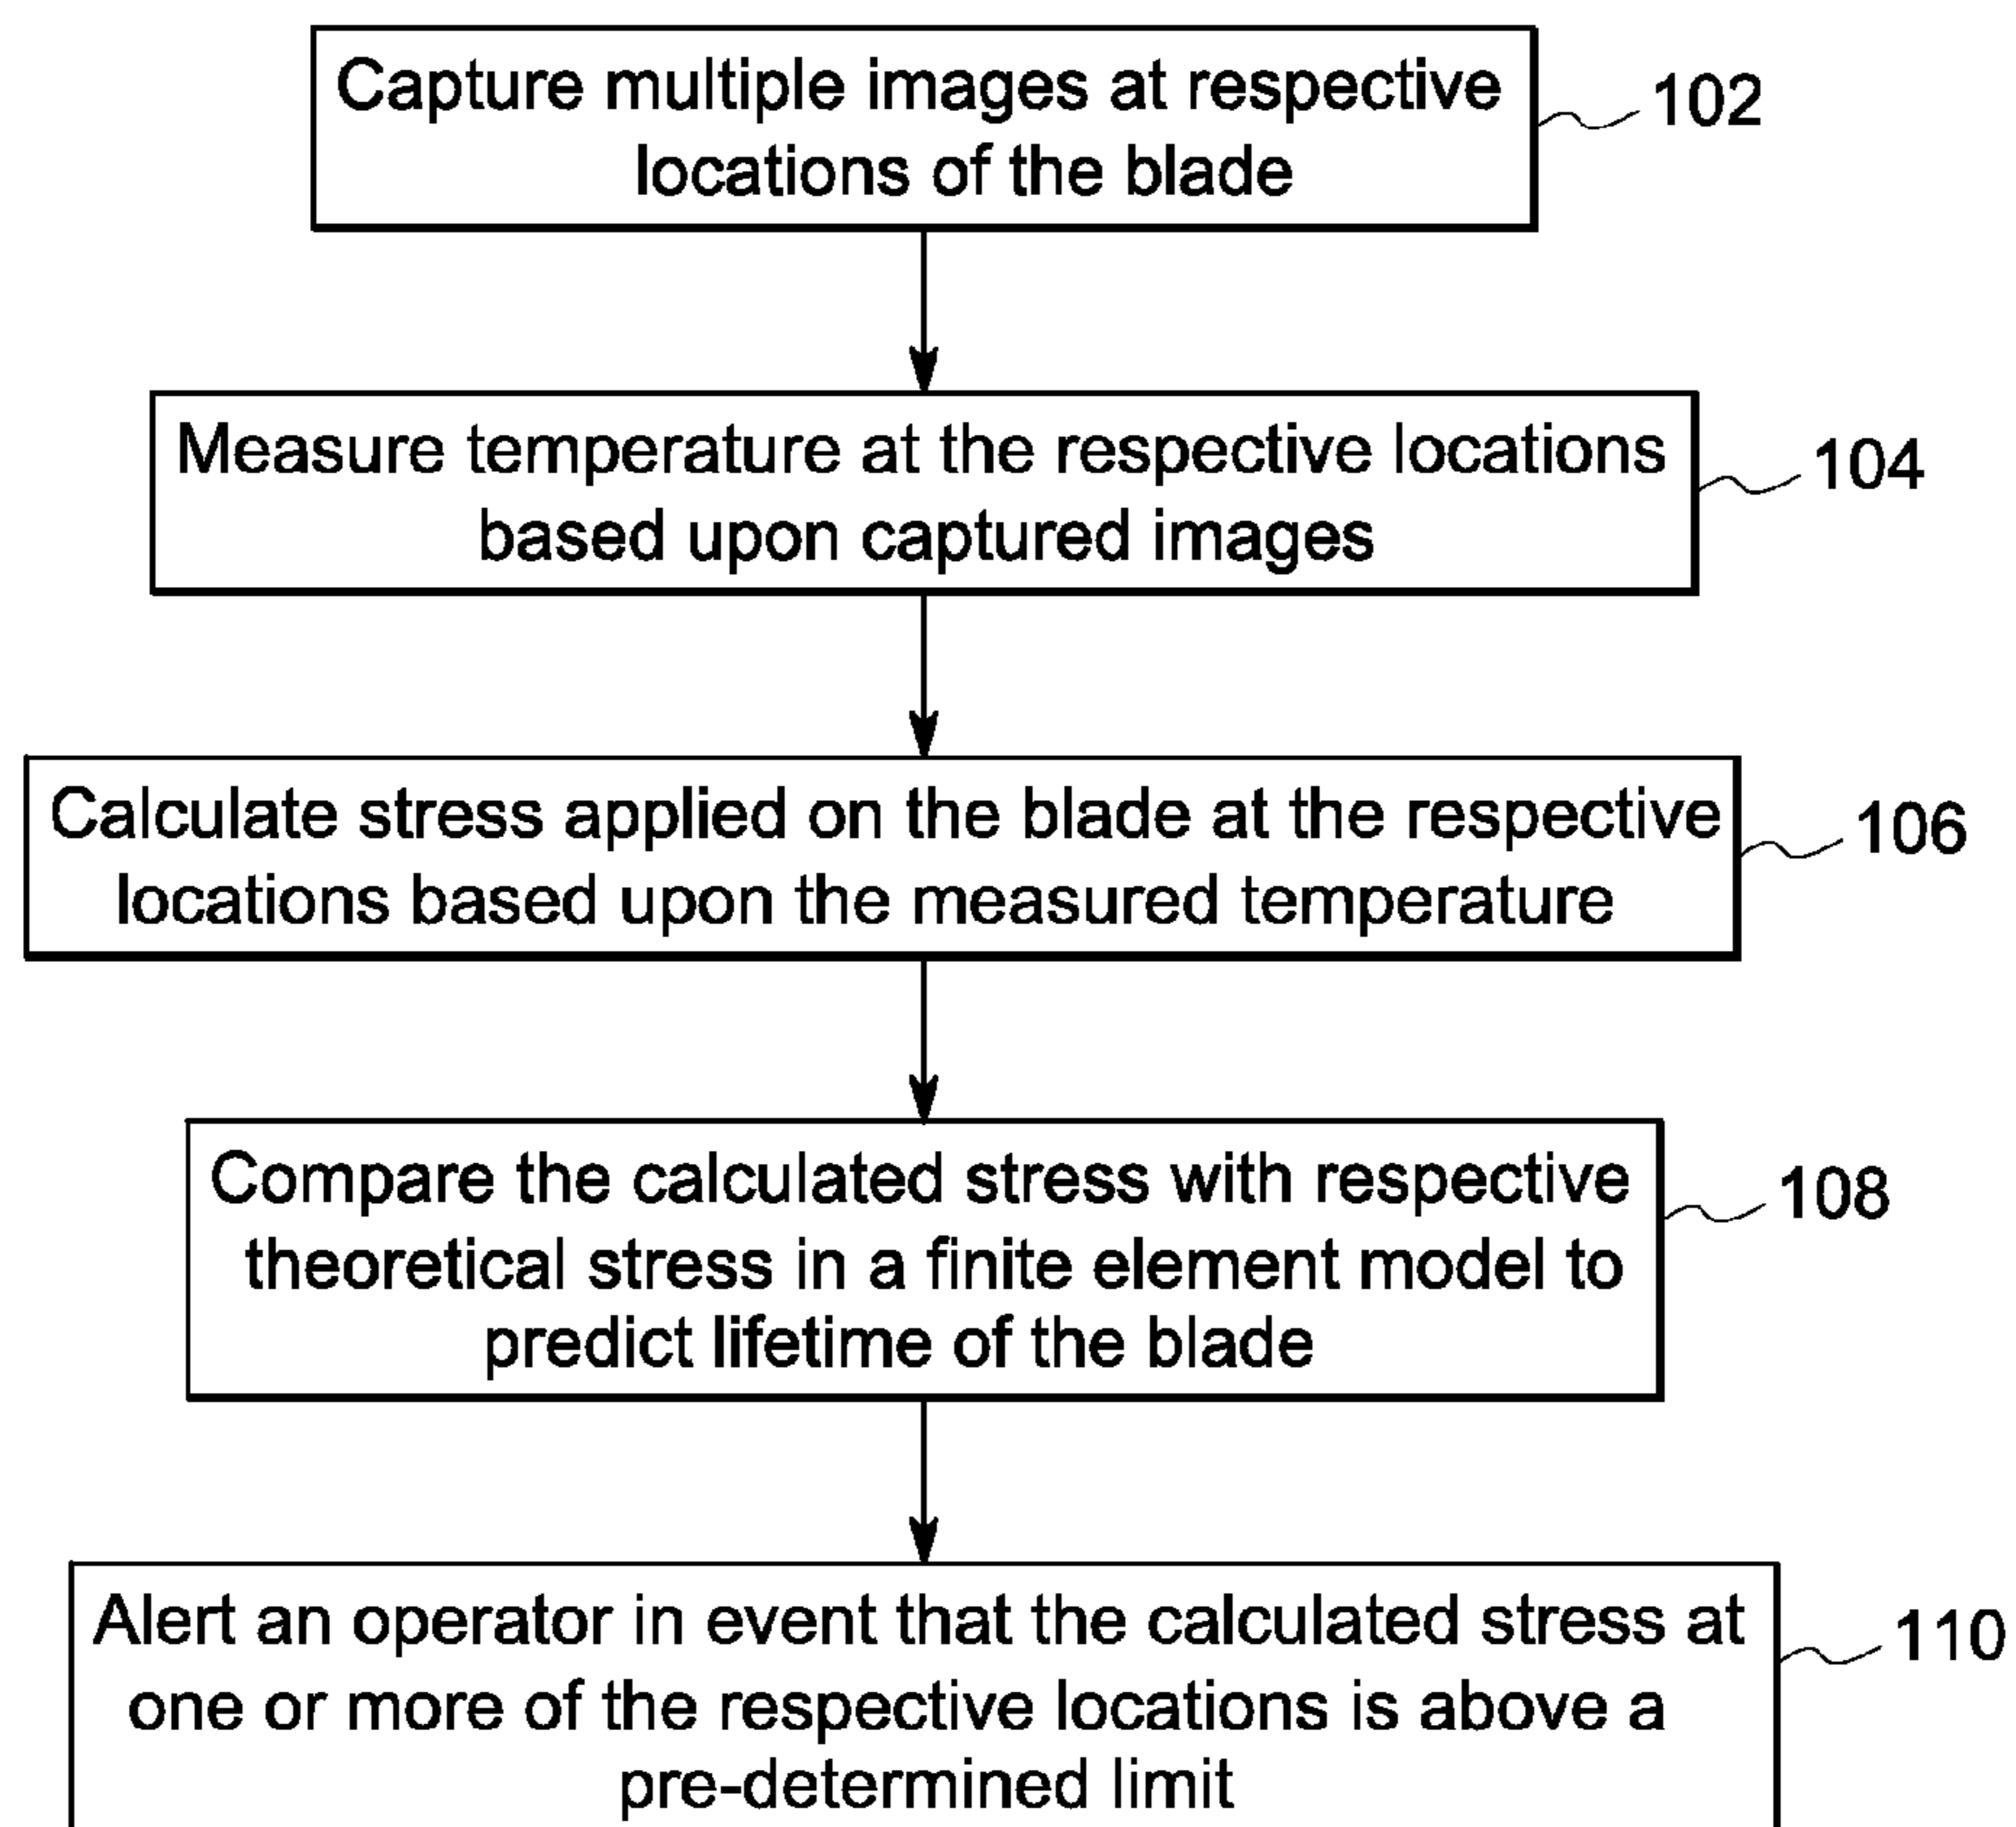 Capture multiple images at respective
locations of the blade
102
Measure temperature at the respective locations
based upon captured images
104
Calculate stress applied on the blade at the respective
locations based upon the measured temperature
106
Compare the calculated stress with respective
theoretical stress in a finite element model to
predict lifetime of the blade
108
Alert an operator in event that the calculated stress at
one or more of the respective locations is above a
pre-determined limit
110